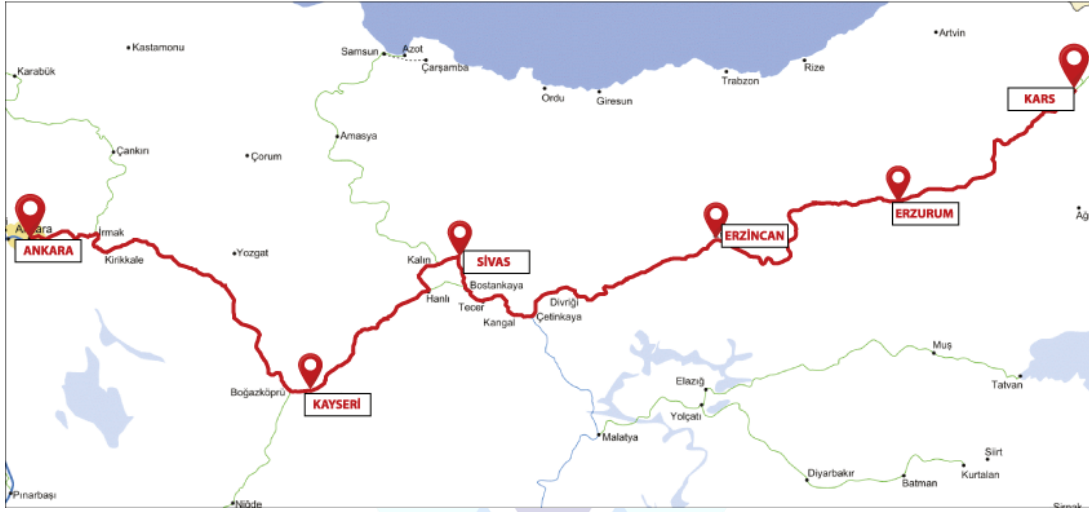 Kastamonu
Samsun
Azot
Çarşamba
Artvin
Rize
Trabzon
Karabük
Ordu
Giresun
KARS
Amasya
Çankırı
Çorum
ERZURUM
Irmak
ERZİNCAN
ANKARA
Kirikkale
Yozgat
Kalın
SİVAS
Bostankaya
Hanlı
Tecer
Kangal
Divriği
Çetinkaya
Muş
Boğazköprü
KAYSERİ
Elazığ
Tatvan
Yolçatı
Malatya
Siirt
Diyarbakır
Batman
Kurtalan
Pınarbaşı
Niğde